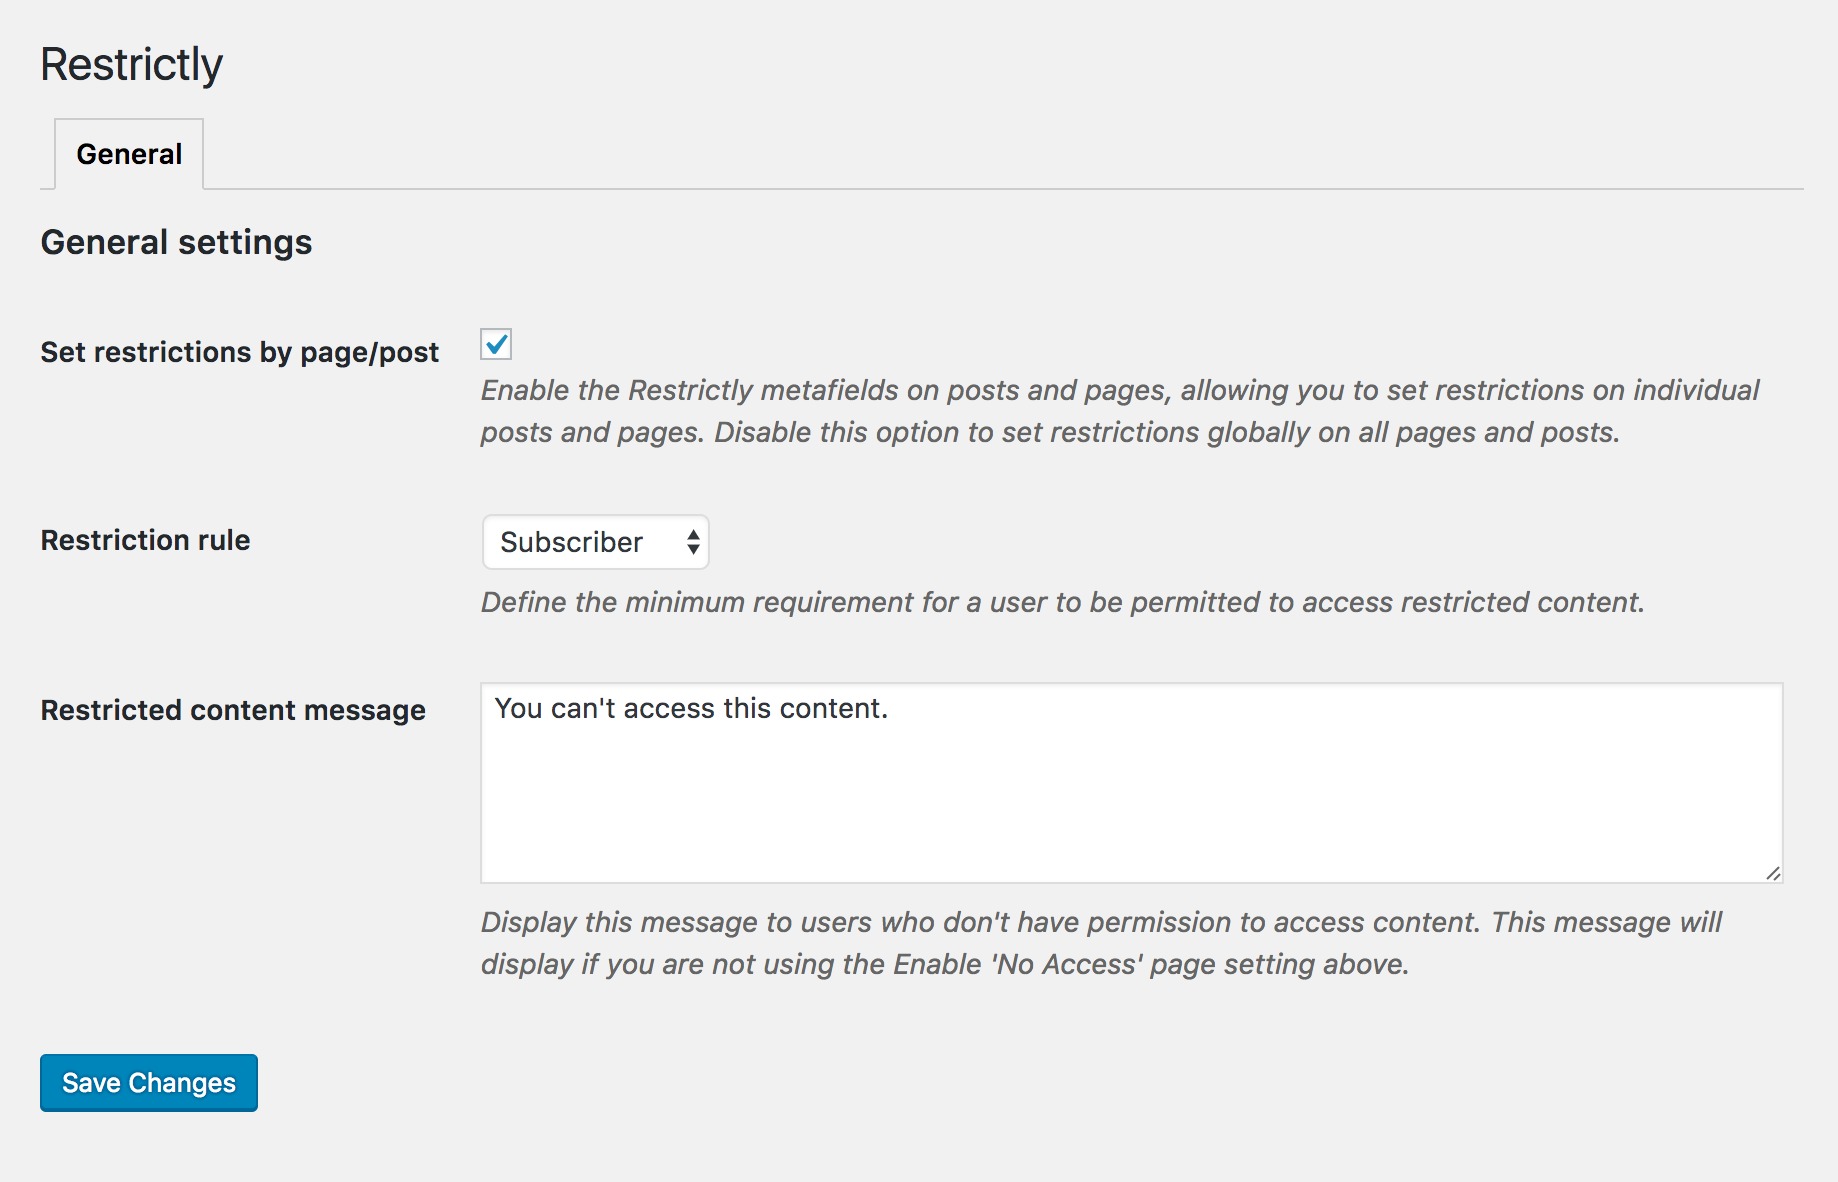 Restrictly
General
General settings
Set restrictions by page/post
Enable the Restrictly metafields on posts and pages, allowing you to set restrictions on individual
posts and pages. Disable this option to set restrictions globally on all pages and posts.
Restriction rule
Subscriber
Define the minimum requirement for a user to be permitted to access restricted content.
Restricted content message
You can't access this content.
Display this message to users who don't have permission to access content. This message will
display if you are not using the Enable 'No Access' page setting above.
Save Changes